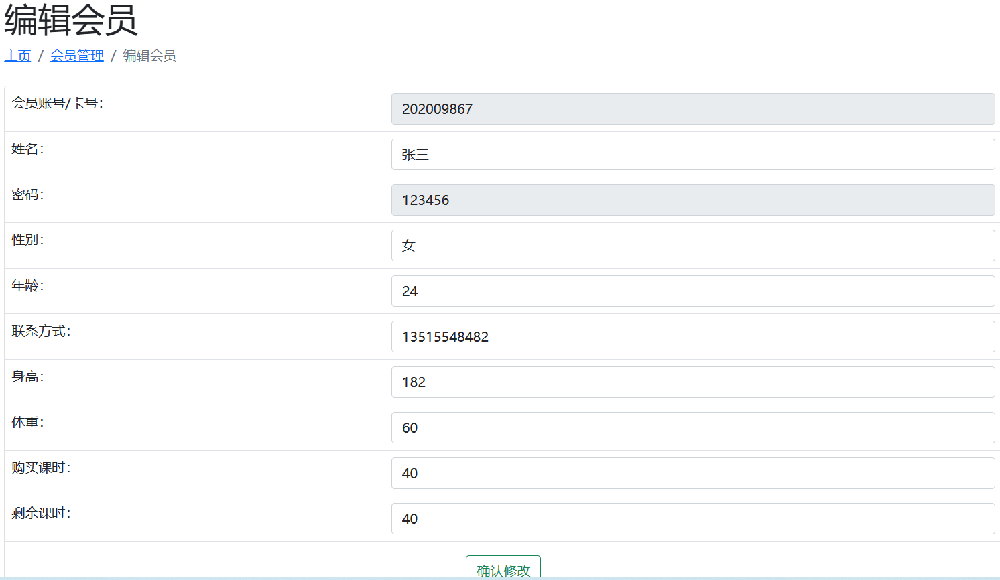 编辑会员
主页 / 会员管理 / 编辑会员
会员账号/卡号: 202009867
姓名: 张三
密码: 123456
性别: 女
年龄: 24
联系方式: 13515548482
身高: 182
体重: 60
购买课时: 40
剩余课时: 40
确认修改